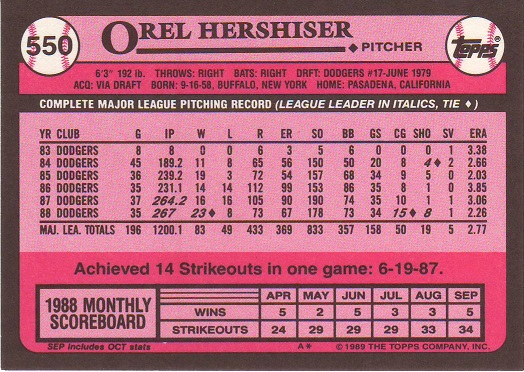 550
OREL HERSHISER
PITCHER
TOPPS
6'3" 192 lb. THROWS: RIGHT BATS: RIGHT DRFT: DODGERS #17-JUNE 1979
ACQ: VIA DRAFT BORN: 9-16-58, BUFFALO, NEW YORK HOME: PASADENA, CALIFORNIA
COMPLETE MAJOR LEAGUE PITCHING RECORD (LEAGUE LEADER IN ITALICS, TIE ♦)
YR CLUB G IP W L R ER SO BB GS CG SHO SV ERA
83 DODGERS 8 8 0 0 6 3 5 6 0 0 0 1 3.38
84 DODGERS 45 189.2 11 8 65 56 150 50 20 8 4♦ 2 2.66
85 DODGERS 36 239.2 19 3 72 54 157 68 34 9 5 0 2.03
86 DODGERS 35 231.1 14 14 112 99 153 86 35 8 1 0 3.85
87 DODGERS 37 264.2 16 16 105 90 190 74 35 10 1 1 3.06
88 DODGERS 35 267 23♦ 8 73 67 178 73 34 15♦ 8 1 2.26
MAJ. LEA. TOTALS 196 1200.1 83 49 433 369 833 357 158 50 19 5 2.77
Achieved 14 Strikeouts in one game: 6-19-87.
1988 MONTHLY SCOREBOARD
APR MAY JUN JUL AUG SEP
WINS 5 2 5 3 3 5
STRIKEOUTS 24 29 29 29 33 34
SEP includes OCT stats
A*
© 1989 THE TOPPS COMPANY, INC.